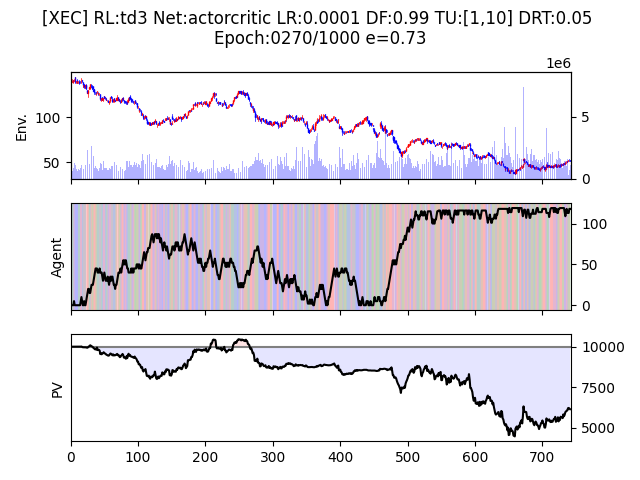 [XEC] RL:td3 Net:actorcritic LR:0.0001 DF:0.99 TU:[1,10] DRT:0.05
Epoch:0270/1000 e=0.73
1e6
Env.
100
50
5
0
Agent
100
50
0
PV
10000
7500
5000
0 100 200 300 400 500 600 700